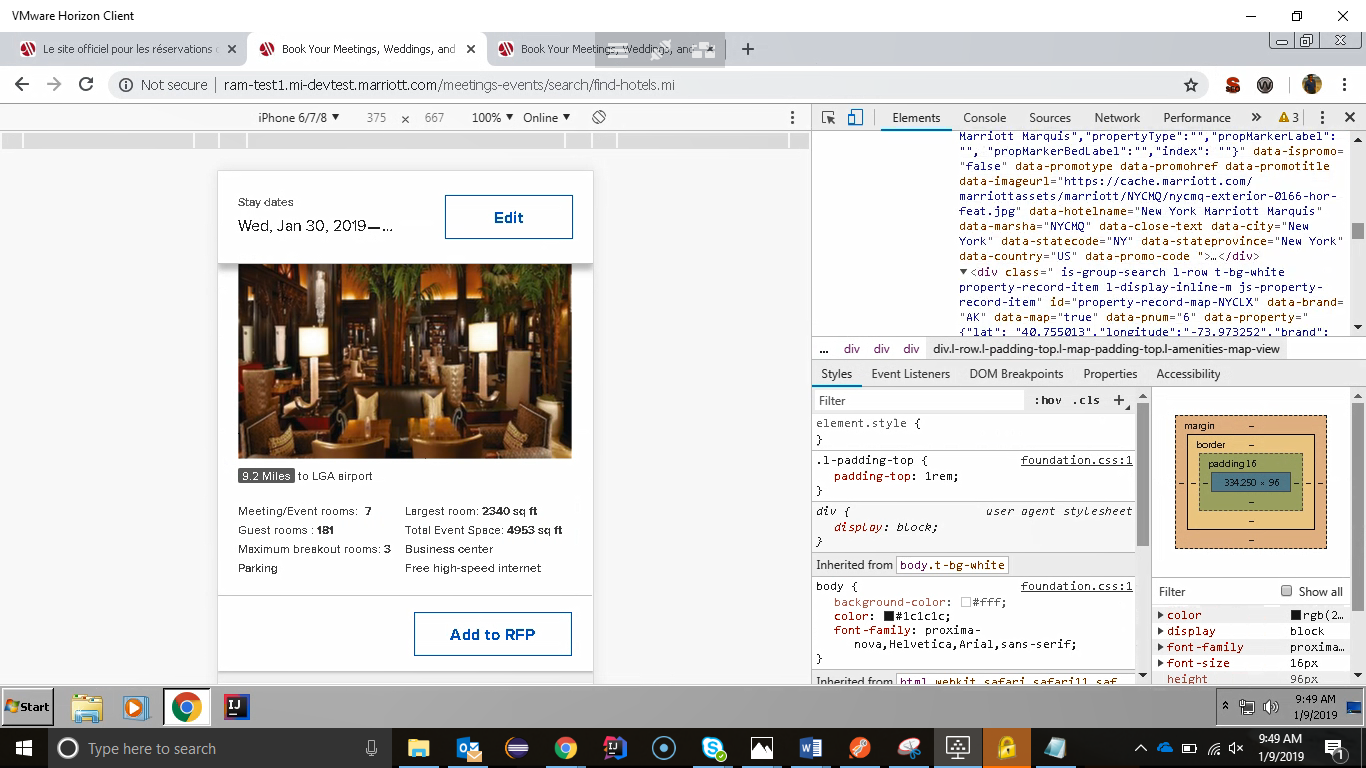 VMware Horizon Client
Le site officiel pour les réservations
Book Your Meetings, Weddings, and
Book Your Meetings, Weddings, and
Not secure | ram-test1.mi-devtest.marriott.com/meetings-events/search/find-hotels.mi
iPhone 6/7/8 ▼ 375 × 667 100% ▼ Online ▼
Stay dates
Wed, Jan 30, 2019—...
Edit
9.2 Miles to LGA airport
Meeting/Event rooms: 7
Largest room: 2340 sq ft
Guest rooms : 181
Total Event Space: 4953 sq ft
Maximum breakout rooms: 3
Business center
Parking
Free high-speed internet
Add to RFP
Elements Console Sources Network Performance » 3
Marriott Marquis","propertyType":"","propMarkerLabel":
"", "propMarkerBedLabel":"","index": ""}" data-ispromo=
"false" data-promotype data-promohref data-promotitle
data-imageurl="https://cache.marriott.com/
marriottassets/marriott/NYCMQ/nycmq-exterior-0166-hor-
feat.jpg" data-hotelname="New York Marriott Marquis"
data-marsha="NYCMQ" data-close-text data-city="New
York" data-statecode="NY" data-stateprovince="New York"
data-country="US" data-promo-code ">…</div>
▼<div class=" is-group-search l-row t-bg-white
property-record-item l-display-inline-m js-property-
record-item" id="property-record-map-NYCLX" data-brand=
"AK" data-map="true" data-pnum="6" data-property=
{"lat": "40.755013","longitude":"-73.973252","brand":
... div div div div.l-row.l-padding-top.l-map-padding-top.l-amenities-map-view
Styles Event Listeners DOM Breakpoints Properties Accessibility
Filter :hov .cls +
element.style {
}
.l-padding-top { foundation.css:1
padding-top: 1rem;
}
div { user agent stylesheet
display: block;
}
Inherited from body.t-bg-white
body { foundation.css:1
background-color: #fff;
color: #1c1c1c;
font-family: proxima-
nova,Helvetica,Arial,sans-serif;
}
Inherited from html.webkit.safari.safari11.saf
margin –
border –
padding 16
– – – 334.250 × 96 – – –
–
–
–
Filter Show all
▶ color rgb(2...
▶ display block
▶ font-family proxima...
▶ font-size 16px
height 96px
Start
9:49 AM
1/9/2019
Type here to search
9:49 AM
1/9/2019
1